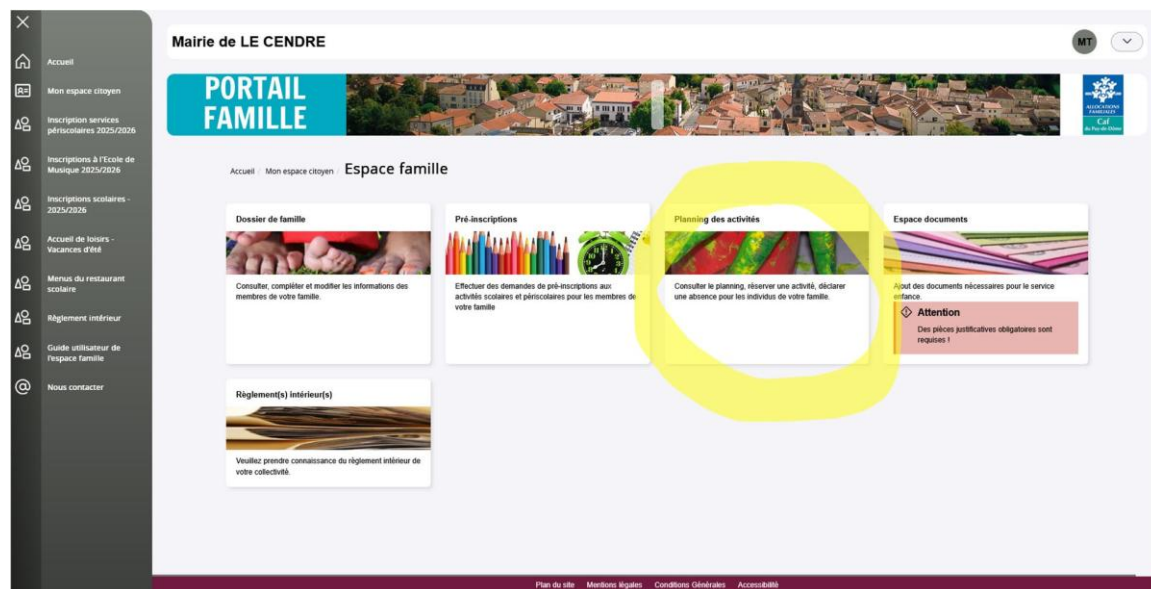 Mairie de LE CENDRE
MT
Accueil
Mon espace citoyen
Inscription services
périscolaires 2025/2026
Inscriptions à l'Ecole de
Musique 2025/2026
Inscriptions scolaires -
2025/2026
Accueil de loisirs -
Vacances d'été
Menus du restaurant
scolaire
Règlement intérieur
Guide utilisateur de
l'espace famille
Nous contacter
PORTAIL
FAMILLE
ALLOCATIONS
FAMILIALES
Caf
du Puy-de-Dôme
Accueil / Mon espace citoyen / Espace famille
Dossier de famille
Consulter, compléter et modifier les informations des
membres de votre famille.
Pré-inscriptions
Effectuer des demandes de pré-inscriptions aux
activités scolaires et périscolaires pour les membres de
votre famille
Planning des activités
Consulter le planning, réserver une activité, déclarer
une absence pour les individus de votre famille.
Espace documents
Ajout des documents nécessaires pour le service
enfance.
Attention
Des pièces justificatives obligatoires sont
requises !
Règlement(s) intérieur(s)
Veuillez prendre connaissance du règlement intérieur de
votre collectivité.
Plan du site Mentions légales Conditions Générales Accessibilité